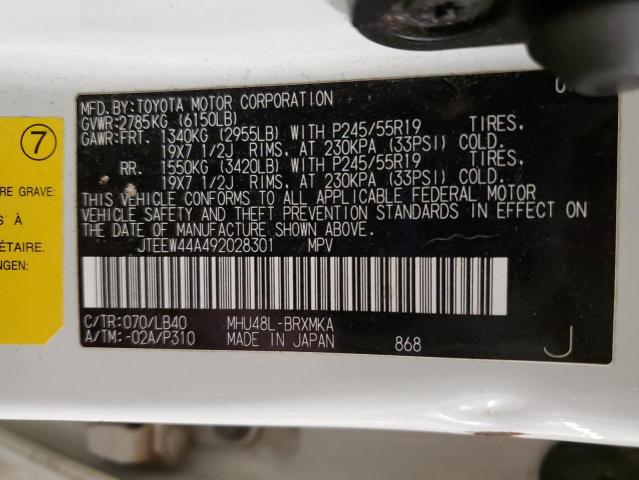 MFD.BY:TOYOTA MOTOR CORPORATION
GVWR:2785KG (6150LB)
GAWR:FRT. 1340KG (2955LB) WITH P245/55R19 TIRES,
19X7 1/2J RIMS, AT 230KPA (33PSI) COLD.
RR. 1550KG (3420LB) WITH P245/55R19 TIRES,
19X7 1/2J RIMS, AT 230KPA (33PSI) COLD.
THIS VEHICLE CONFORMS TO ALL APPLICABLE FEDERAL MOTOR
VEHICLE SAFETY AND THEFT PREVENTION STANDARDS IN EFFECT ON
THE DATE OF MANUFACTURE SHOWN ABOVE.
JTEEW44A492028301 MPV
C/TR:070/LB40 MHU48L-BRXMKA
A/TM:-02A/P310 MADE IN JAPAN 868
J
7
RE GRAVE:
S À
ÉTAIRE.
NGEN: